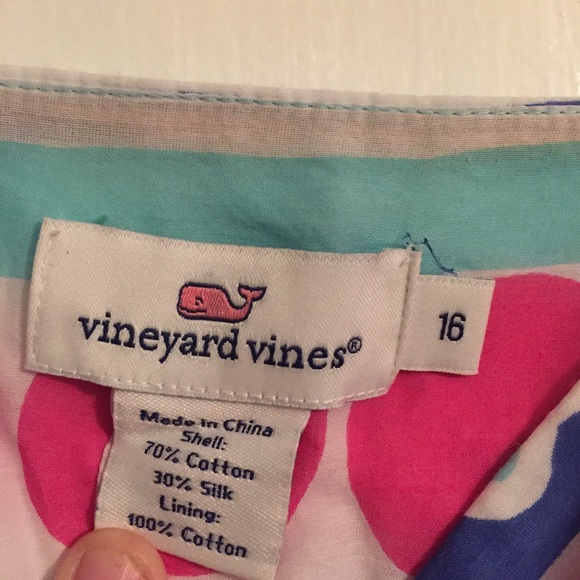 vineyard vines®
16
Made in China
Shell:
70% Cotton
30% Silk
Lining:
100% Cotton